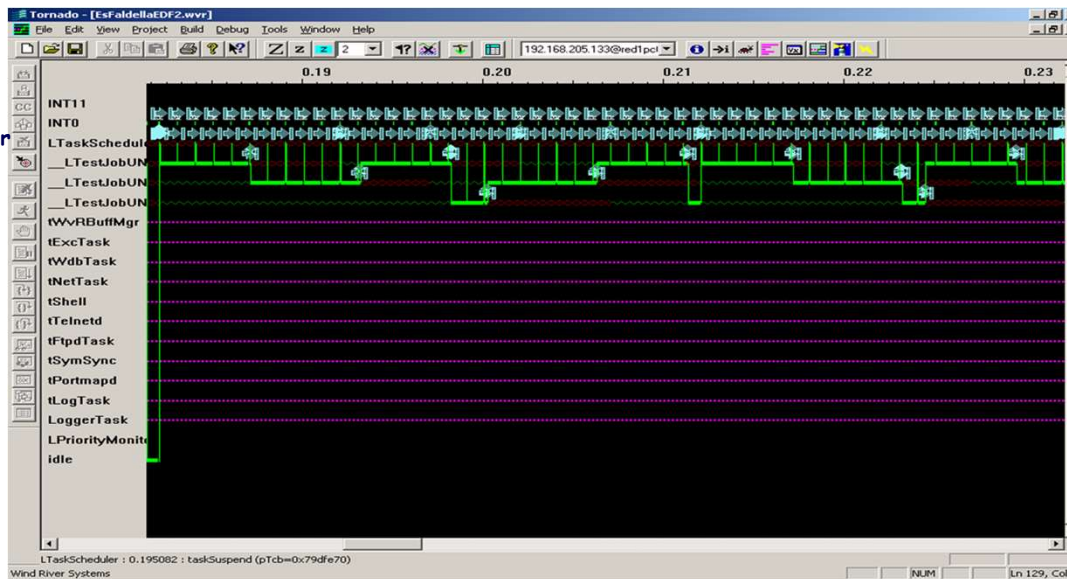 Tornado - [EsFaldellaEDF2.wvr]
File Edit View Project Build Debug Tools Window Help
Z z z 2 192.168.205.133@red1pc(
0.19 0.20 0.21 0.22 0.23
CC
INT11
INT0
r
LTaskSchedule
__LTestJobUN
__LTestJobUN
__LTestJobUN
tWvRBuffMgr
tExcTask
tWdbTask
tNetTask
tShell
tTelnetd
tFtpdTask
tSymSync
tPortmapd
tLogTask
LoggerTask
LPriorityMonito
idle
LTaskScheduler : 0.195082 : taskSuspend (pTcb=0x79dfe70)
Wind River Systems NUM Ln 129, Col